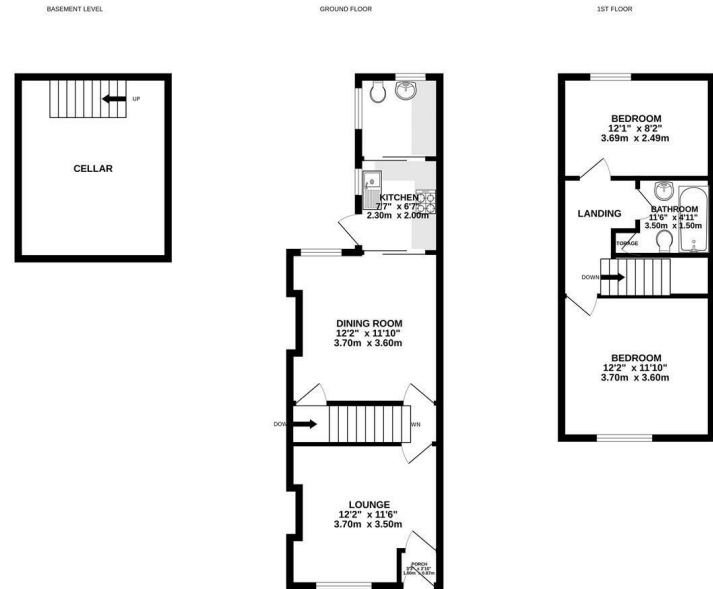 BASEMENT LEVEL
GROUND FLOOR
1ST FLOOR
UP
CELLAR
KITCHEN
7'7" x 6'7"
2.30m x 2.00m
DINING ROOM
12'2" x 11'10"
3.70m x 3.60m
DOW
WN
LOUNGE
12'2" x 11'6"
3.70m x 3.50m
PORCH
BEDROOM
12'1" x 8'2"
3.69m x 2.49m
LANDING
BATHROOM
11'6" x 4'11"
3.50m x 1.50m
TORAGE
DOWN
BEDROOM
12'2" x 11'10"
3.70m x 3.60m